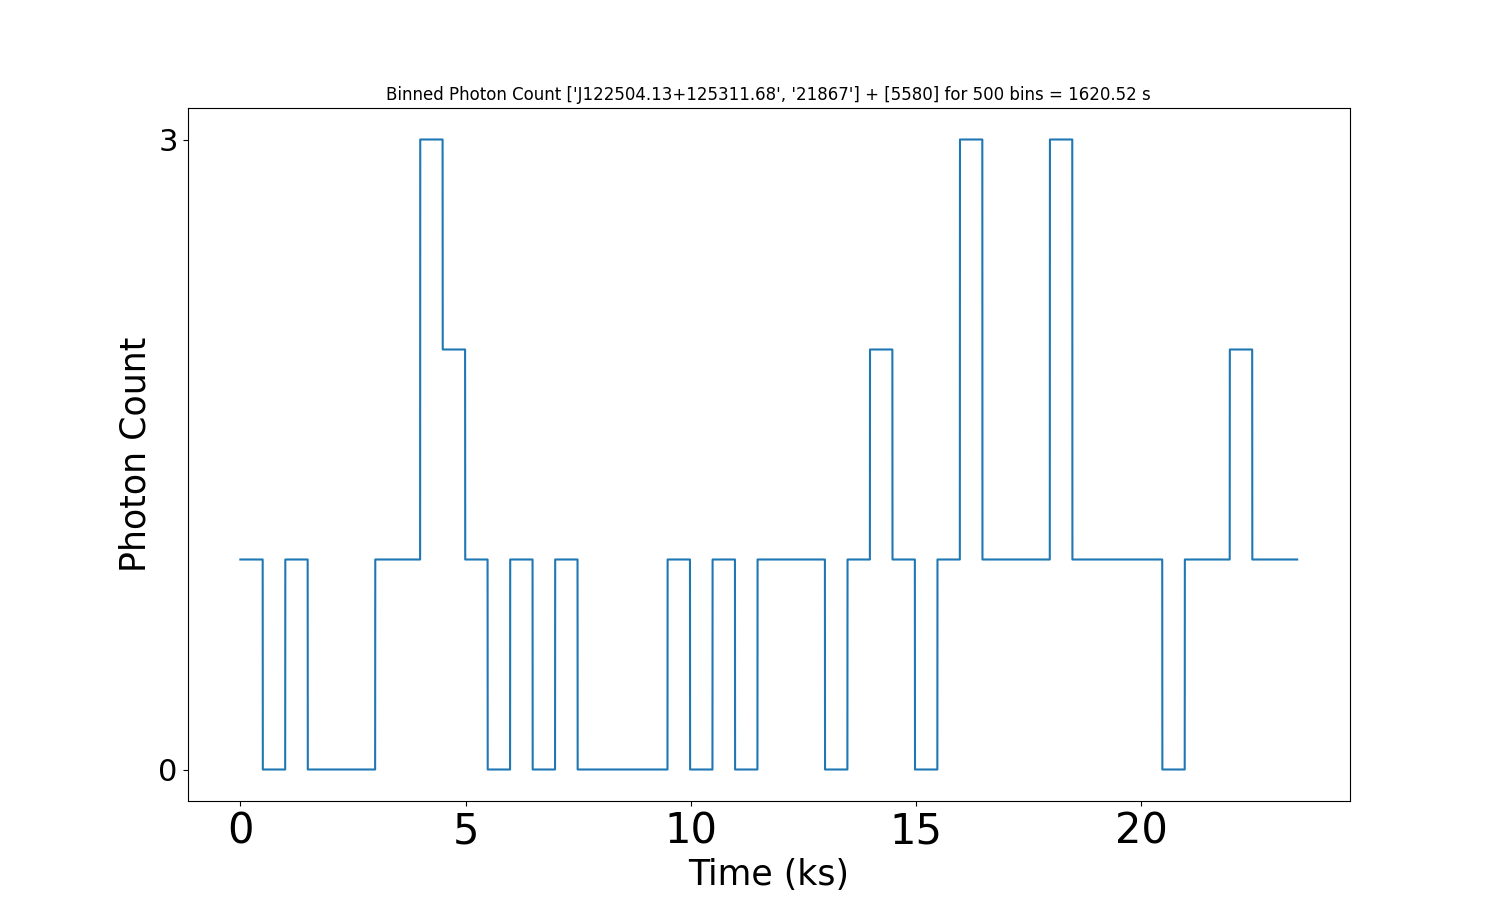 Binned Photon Count ['J122504.13+125311.68', '21867'] + [5580] for 500 bins = 1620.52 s
3
Photon Count
0
0 5 10 15 20
Time (ks)